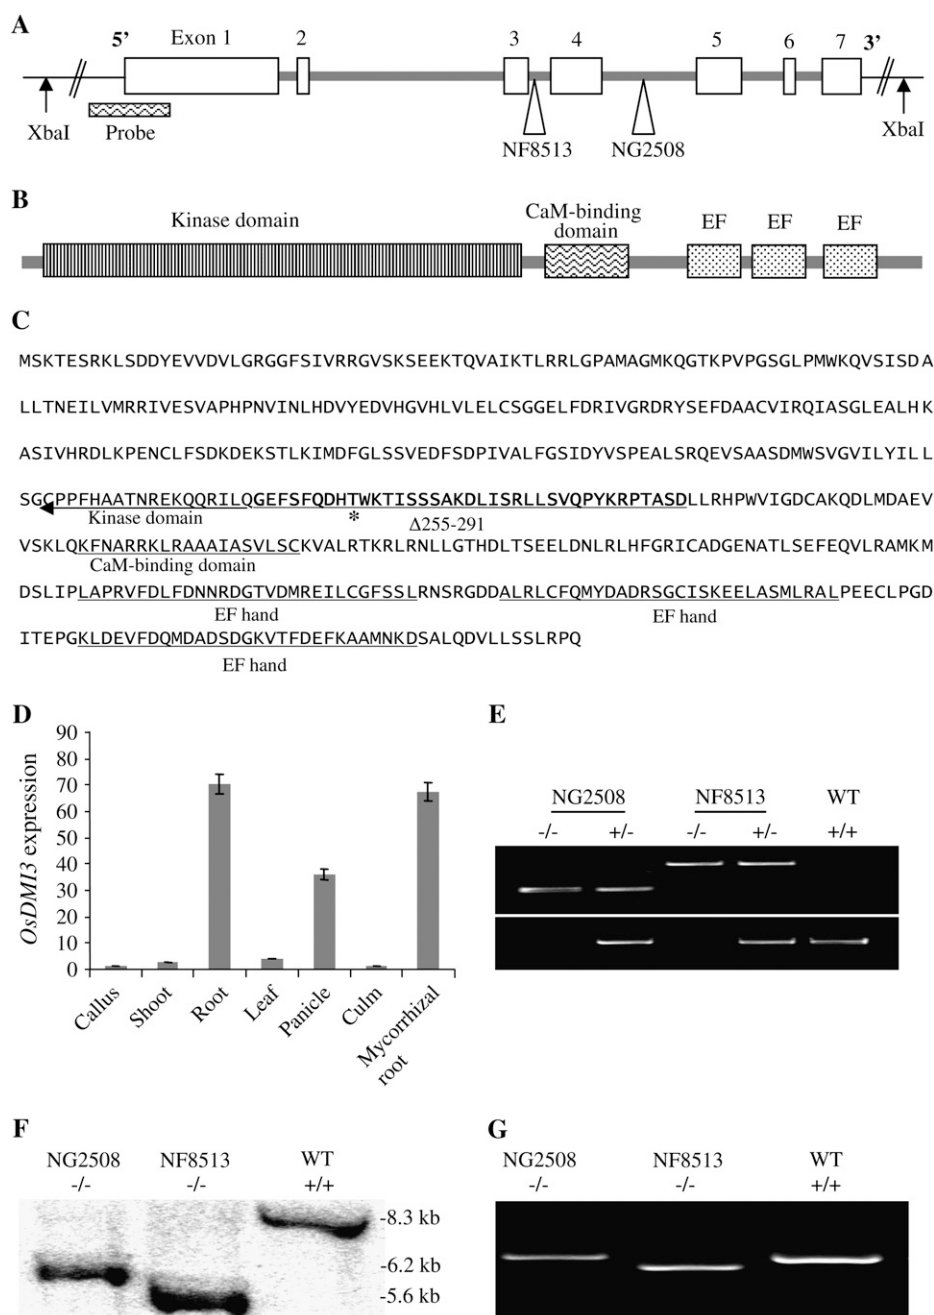 A
5' Exon 1 2 3 4 5 6 7 3'
XbaI Probe NF8513 NG2508 XbaI
B
Kinase domain CaM-binding domain EF EF EF
C
MSKTESRKLSDDYEVVDVLGRGGFSIVRRGVSKSEEKTQVAIKTLRRLGPAMAGMKQGTKPVPGSGLPMWKQVSISDA
LLTNEILVMRRIVESVAPHPNVINLHDVYEDVHGVHLVLELCSGGELFDRIVGRDRYSEFDAACVIRQIASGLEALHK
ASIVHRDLKPENCLFSDKDEKSTLKIMDFGLSSVEDFSDPIVALFGSIDYVSPEALSRQEVSAASDMWSVGVILYILL
SGCPPFHAATNREKQQRILQGEFSFQDHTWKTISSSAKDLISRLLSVQPYKRPTASDLLRHPWVIGDCAKQDLMDAEV
Kinase domain * Δ255-291
VSKLQKFNARRKLRAAAIASVLSCKVALRTKRLRNLLGTHDLTSEELDNLRLHFGRICADGENATLSEFEQVLRAMKM
CaM-binding domain
DSLIPLAPRVFDLFDNNRDGTVDMREILCGFSSLRNSRGDDALRLCFQMYDADRSGCISKEELASMLRALPEECLPGD
EF hand EF hand
ITEPGKLDEVFDQMDADSDGKVTFDEFKAAMNKDSALQDVLLSSLRPQ
EF hand
D
OsDMI3 expression
90
80
70
60
50
40
30
20
10
0
Callus Shoot Root Leaf Panicle Culm Mycorrhizal root
E
NG2508 NF8513 WT
-/- +/- -/- +/- +/+
F
NG2508 NF8513 WT
-/- -/- +/+
-8.3 kb
-6.2 kb
-5.6 kb
G
NG2508 NF8513 WT
-/- -/- +/+